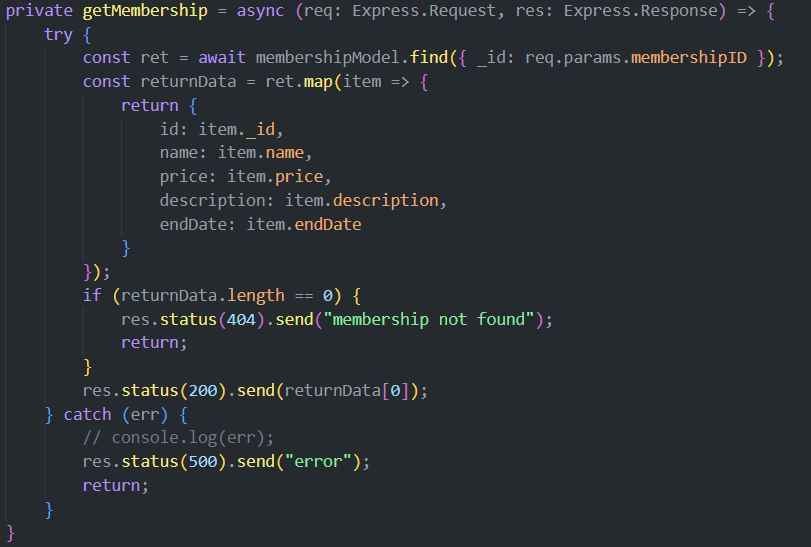 private getMembership = async (req: Express.Request, res: Express.Response) => {
    try {
        const ret = await membershipModel.find({ _id: req.params.membershipID });
        const returnData = ret.map(item => {
            return {
                id: item._id,
                name: item.name,
                price: item.price,
                description: item.description,
                endDate: item.endDate
            }
        });
        if (returnData.length == 0) {
            res.status(404).send("membership not found");
            return;
        }
        res.status(200).send(returnData[0]);
    } catch (err) {
        // console.log(err);
        res.status(500).send("error");
        return;
    }
}